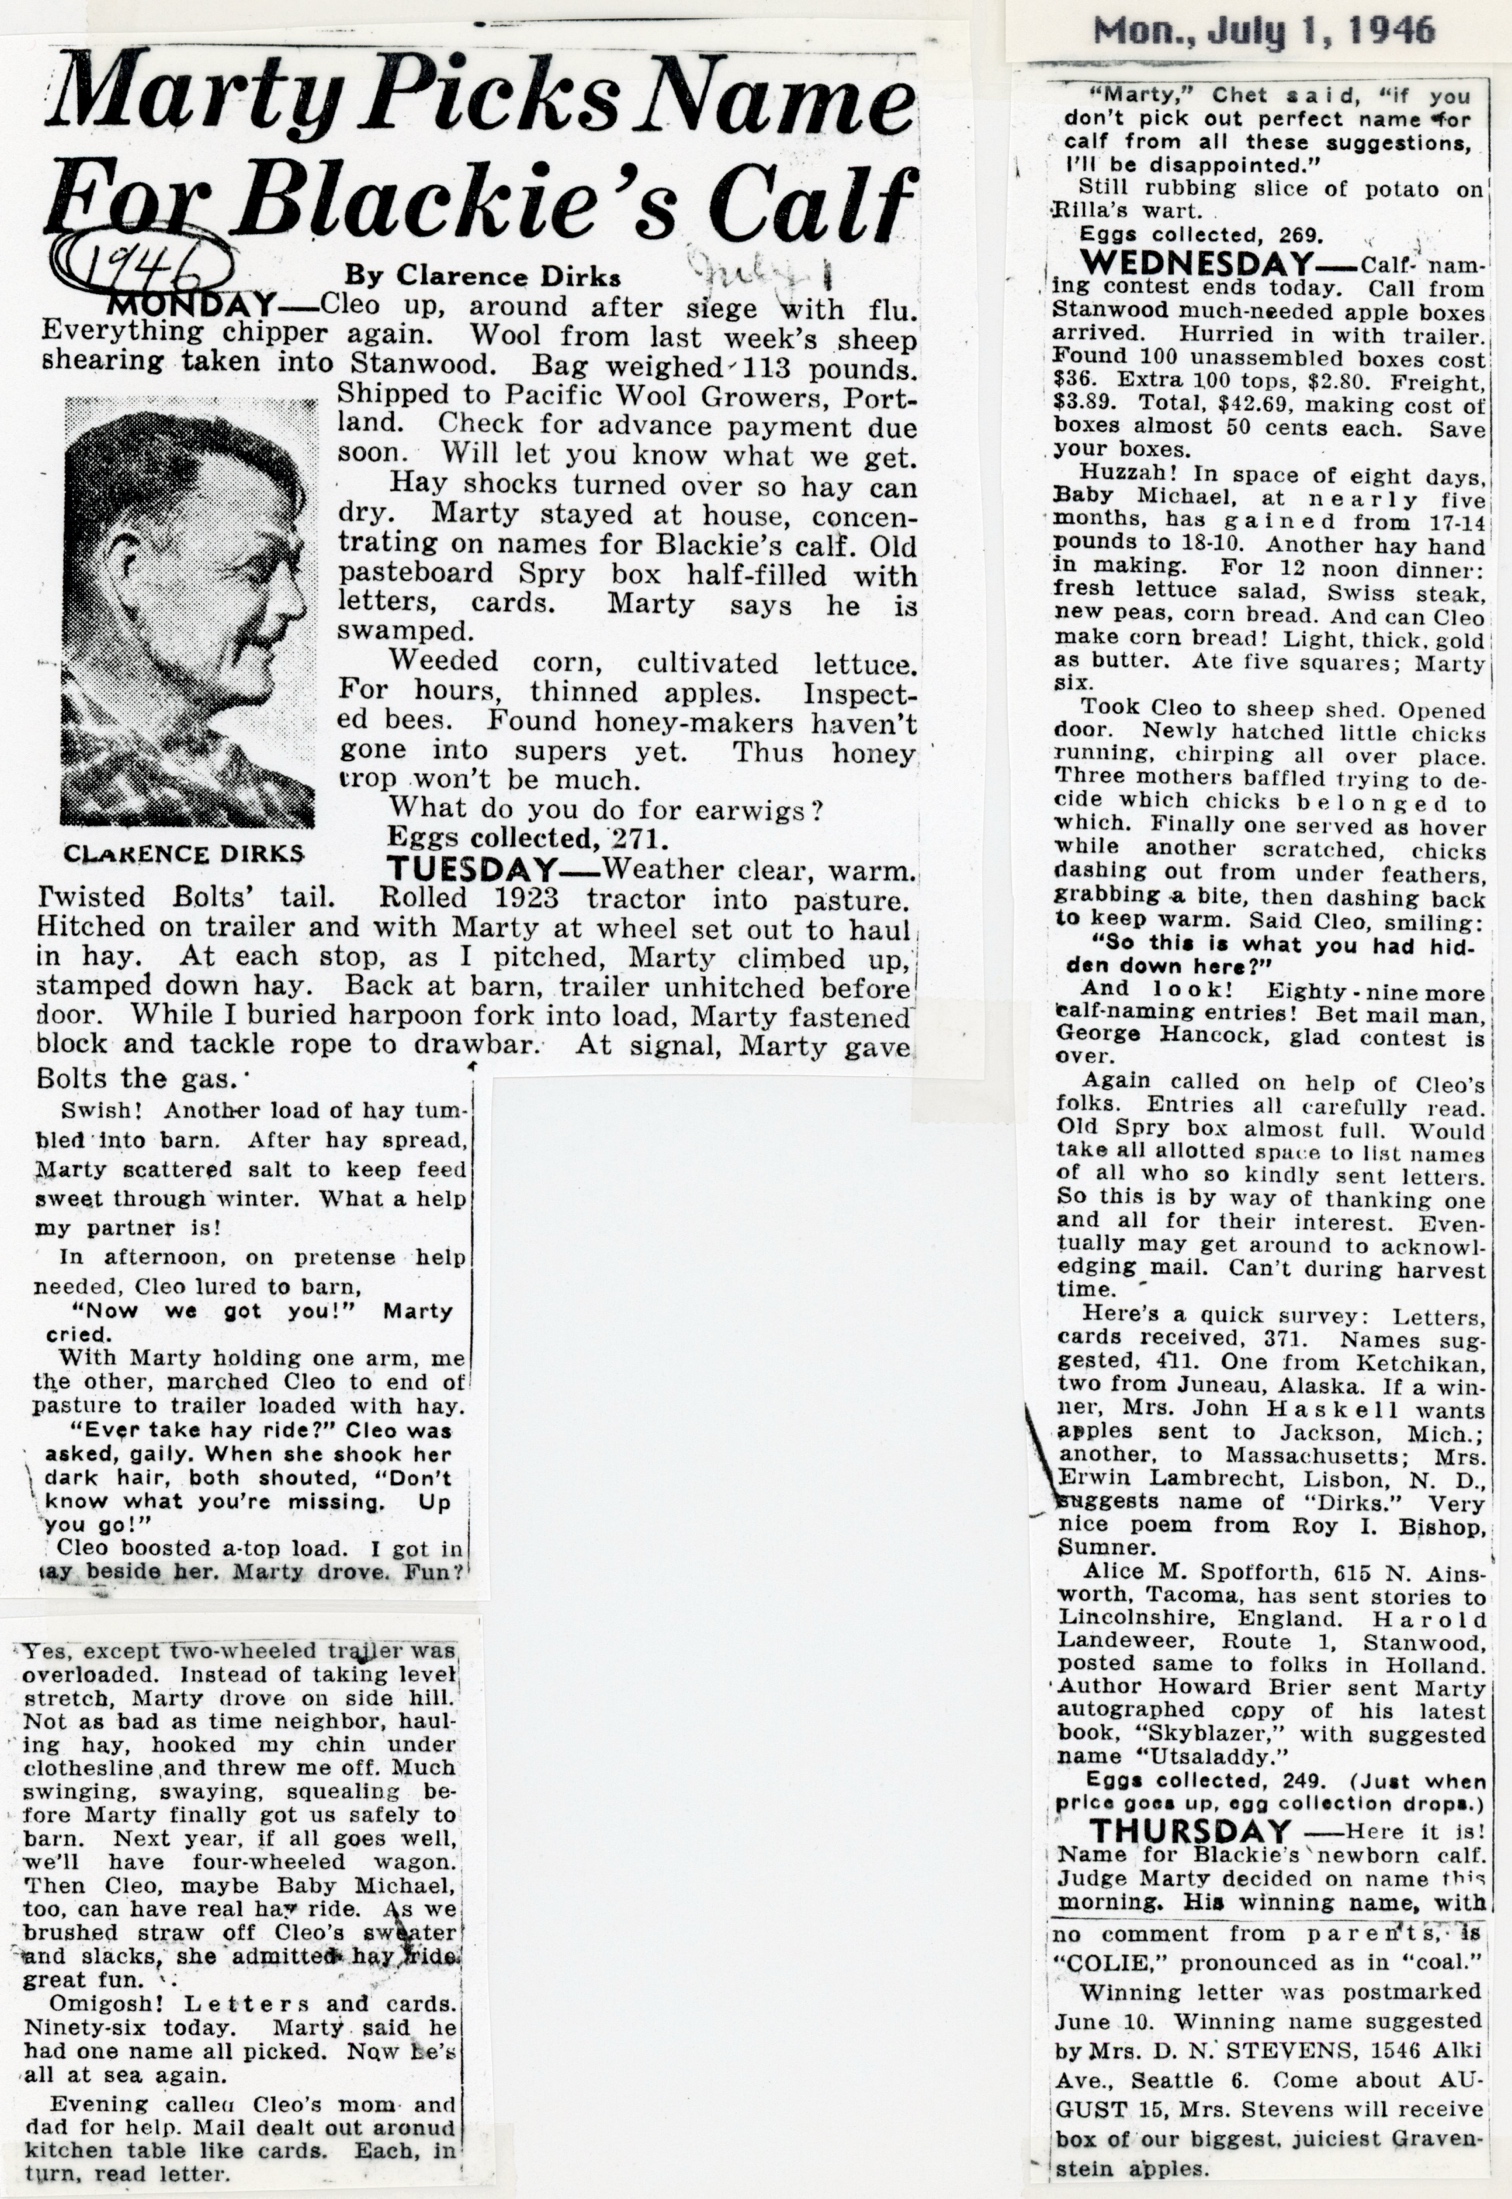 Marty Picks Name
For Blackie's Calf
1946
By Clarence Dirks
July 1
MONDAY—Cleo up, around after siege with flu.
Everything chipper again. Wool from last week's sheep
shearing taken into Stanwood. Bag weighed 113 pounds.
Shipped to Pacific Wool Growers, Port-
land. Check for advance payment due
soon. Will let you know what we get.
Hay shocks turned over so hay can
dry. Marty stayed at house, concen-
trating on names for Blackie's calf. Old
pasteboard Spry box half-filled with
letters, cards. Marty says he is
swamped.
Weeded corn, cultivated lettuce.
For hours, thinned apples. Inspect-
ed bees. Found honey-makers haven't
gone into supers yet. Thus honey
crop won't be much.
What do you do for earwigs?
Eggs collected, 271.
CLARENCE DIRKS
TUESDAY—Weather clear, warm.
Twisted Bolts' tail. Rolled 1923 tractor into pasture.
Hitched on trailer and with Marty at wheel set out to haul
in hay. At each stop, as I pitched, Marty climbed up,
stamped down hay. Back at barn, trailer unhitched before
door. While I buried harpoon fork into load, Marty fastened
block and tackle rope to drawbar. At signal, Marty gave
Bolts the gas.
Swish! Another load of hay tum-
bled into barn. After hay spread,
Marty scattered salt to keep feed
sweet through winter. What a help
my partner is!
In afternoon, on pretense help
needed, Cleo lured to barn,
"Now we got you!" Marty
cried.
With Marty holding one arm, me
the other, marched Cleo to end of
pasture to trailer loaded with hay.
"Ever take hay ride?" Cleo was
asked, gaily. When she shook her
dark hair, both shouted, "Don't
know what you're missing. Up
you go!"
Cleo boosted a-top load. I got in
hay beside her. Marty drove. Fun?
Yes, except two-wheeled trailer was
overloaded. Instead of taking level
stretch, Marty drove on side hill.
Not as bad as time neighbor, haul-
ing hay, hooked my chin under
clothesline and threw me off. Much
swinging, swaying, squealing be-
fore Marty finally got us safely to
barn. Next year, if all goes well,
we'll have four-wheeled wagon.
Then Cleo, maybe Baby Michael,
too, can have real hay ride. As we
brushed straw off Cleo's sweater
and slacks, she admitted hay ride
great fun.
Omigosh! Letters and cards.
Ninety-six today. Marty said he
had one name all picked. Now he's
all at sea again.
Evening called Cleo's mom and
dad for help. Mail dealt out aronud
kitchen table like cards. Each, in
turn, read letter.
Mon., July 1, 1946
"Marty," Chet said, "if you
don't pick out perfect name for
calf from all these suggestions,
I'll be disappointed."
Still rubbing slice of potato on
Rilla's wart.
Eggs collected, 269.
WEDNESDAY—Calf- nam-
ing contest ends today. Call from
Stanwood much-needed apple boxes
arrived. Hurried in with trailer.
Found 100 unassembled boxes cost
$36. Extra 100 tops, $2.80. Freight,
$3.89. Total, $42.69, making cost of
boxes almost 50 cents each. Save
your boxes.
Huzzah! In space of eight days,
Baby Michael, at nearly five
months, has gained from 17-14
pounds to 18-10. Another hay hand
in making. For 12 noon dinner:
fresh lettuce salad, Swiss steak,
new peas, corn bread. And can Cleo
make corn bread! Light, thick, gold
as butter. Ate five squares; Marty
six.
Took Cleo to sheep shed. Opened
door. Newly hatched little chicks
running, chirping all over place.
Three mothers baffled trying to de-
cide which chicks belonged to
which. Finally one served as hover
while another scratched, chicks
dashing out from under feathers,
grabbing a bite, then dashing back
to keep warm. Said Cleo, smiling:
"So this is what you had hid-
den down here?"
And look! Eighty-nine more
calf-naming entries! Bet mail man,
George Hancock, glad contest is
over.
Again called on help of Cleo's
folks. Entries all carefully read.
Old Spry box almost full. Would
take all allotted space to list names
of all who so kindly sent letters.
So this is by way of thanking one
and all for their interest. Even-
tually may get around to acknowl-
edging mail. Can't during harvest
time.
Here's a quick survey: Letters,
cards received, 371. Names sug-
gested, 411. One from Ketchikan,
two from Juneau, Alaska. If a win-
ner, Mrs. John Haskell wants
apples sent to Jackson, Mich.;
another, to Massachusetts; Mrs.
Erwin Lambrecht, Lisbon, N. D.,
suggests name of "Dirks." Very
nice poem from Roy I. Bishop,
Sumner.
Alice M. Spofforth, 615 N. Ains-
worth, Tacoma, has sent stories to
Lincolnshire, England. Harold
Landeweer, Route 1, Stanwood,
posted same to folks in Holland.
Author Howard Brier sent Marty
autographed copy of his latest
book, "Skyblazer," with suggested
name "Utsaladdy."
Eggs collected, 249. (Just when
price goes up, egg collection drops.)
THURSDAY—Here it is!
Name for Blackie's newborn calf.
Judge Marty decided on name this
morning. His winning name, with
no comment from parents, is
"COLIE," pronounced as in "coal."
Winning letter was postmarked
June 10. Winning name suggested
by Mrs. D. N. STEVENS, 1546 Alki
Ave., Seattle 6. Come about AU-
GUST 15, Mrs. Stevens will receive
box of our biggest, juiciest Graven-
stein apples.